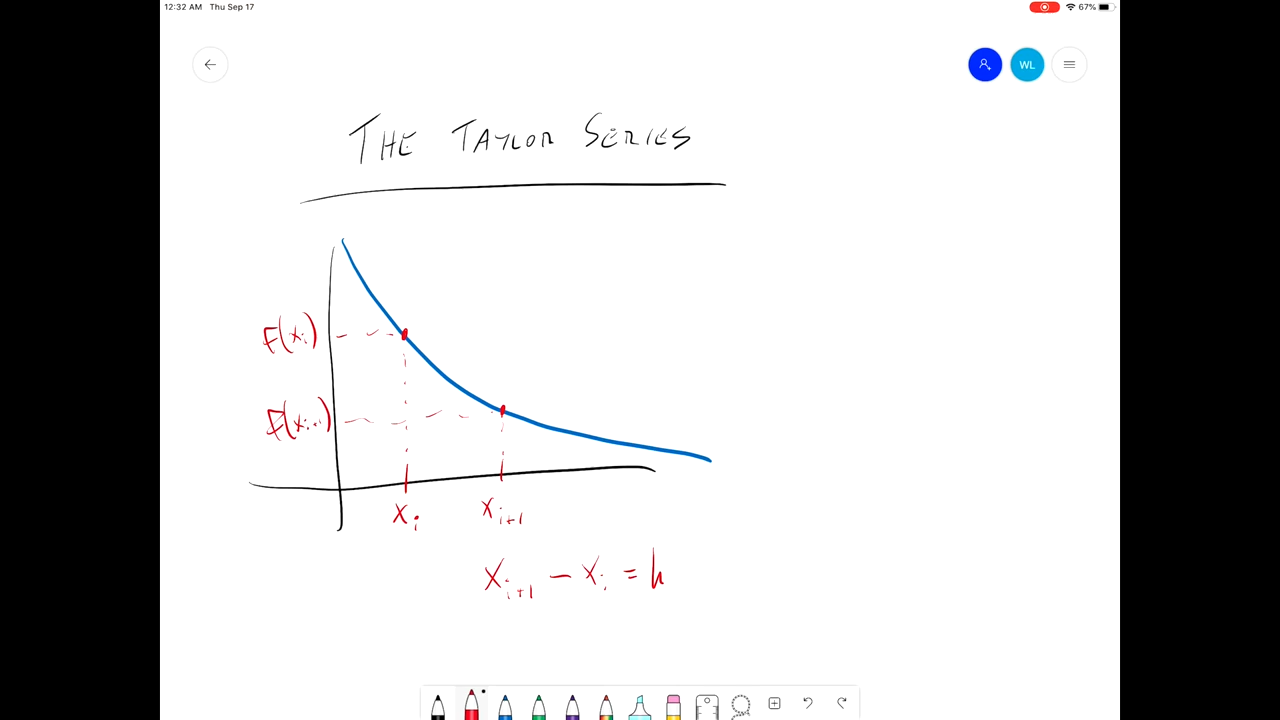 12:32 AM Thu Sep 17
67%
WL
THE TAYLOR SERIES
f(xᵢ)
f(xᵢ₊₁)
xᵢ
xᵢ₊₁
xᵢ₊₁ − xᵢ = h